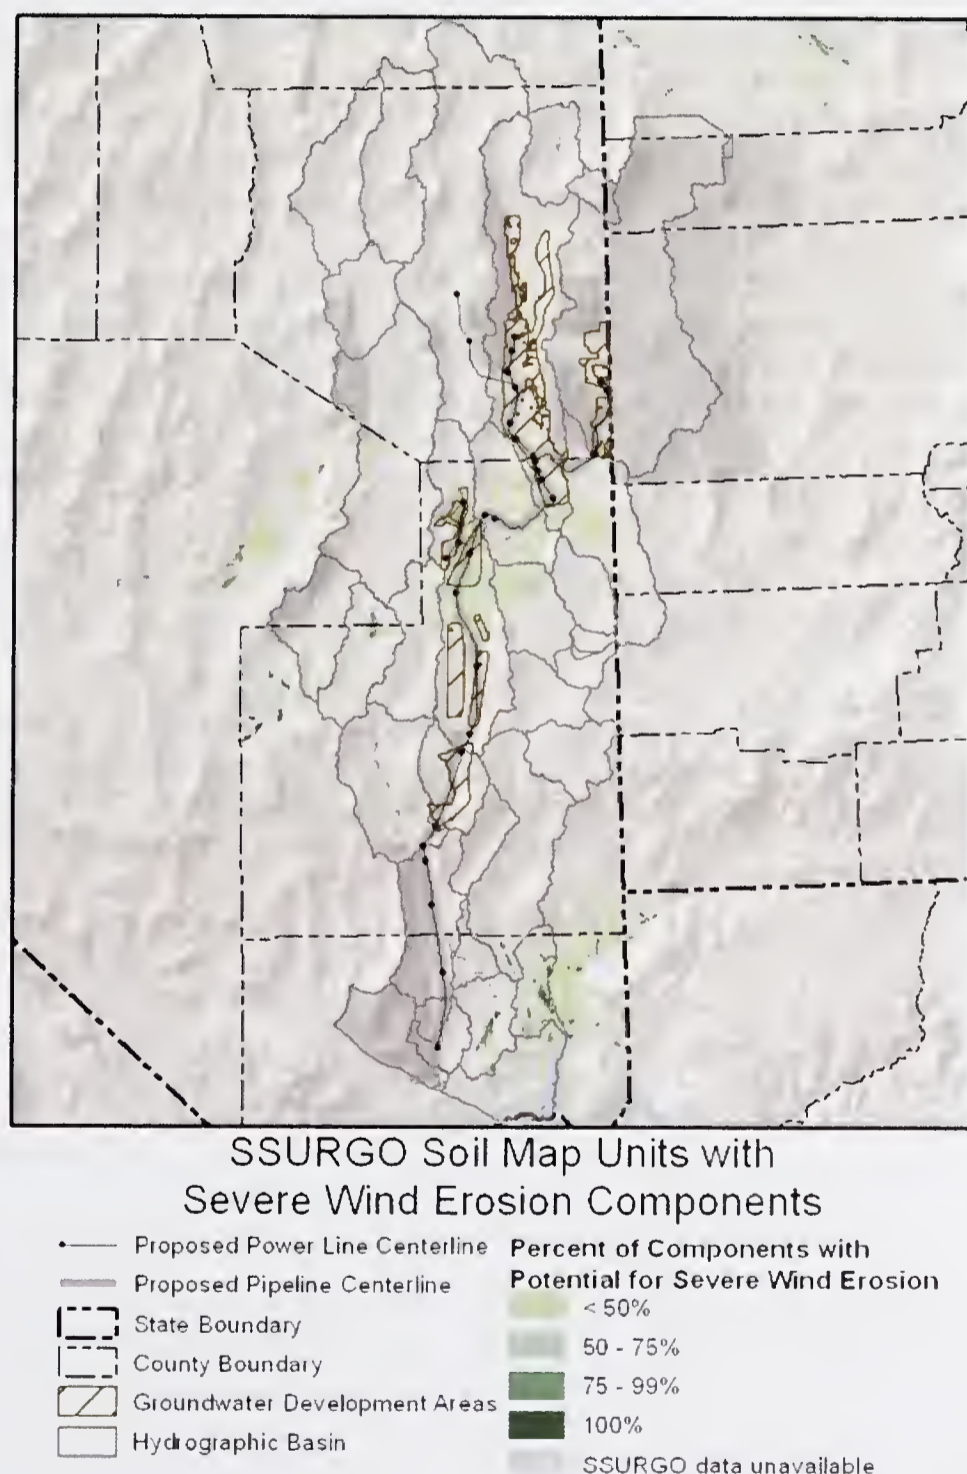 SSURGO Soil Map Units with
Severe Wind Erosion Components
Proposed Power Line Centerline
Proposed Pipeline Centerline
State Boundary
County Boundary
Groundwater Development Areas
Hydrographic Basin
Percent of Components with
Potential for Severe Wind Erosion
< 50%
50 - 75%
75 - 99%
100%
SSURGO data unavailable